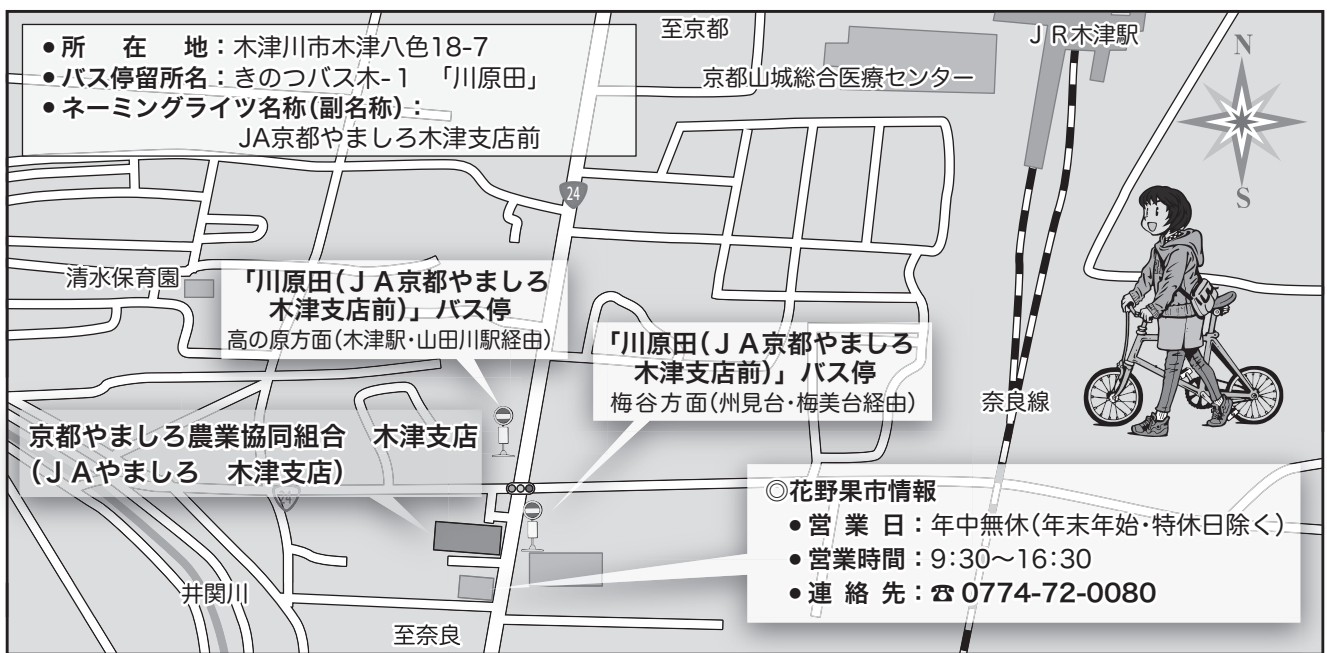 ●所在地：木津川市木津八色18-7
●バス停留所名：きのつバス木-1　「川原田」
●ネーミングライツ名称（副名称）：
JA京都やましろ木津支店前
至京都
ＪＲ木津駅
京都山城総合医療センター
N
S
24
清水保育園
「川原田（ＪＡ京都やましろ
木津支店前）」バス停
高の原方面（木津駅・山田川駅経由）
「川原田（ＪＡ京都やましろ
木津支店前）」バス停
梅谷方面（州見台・梅美台経由）
奈良線
京都やましろ農業協同組合　木津支店
（ＪＡやましろ　木津支店）
24
◎花野果市情報
●営業日：年中無休（年末年始・特休日除く）
●営業時間：9:30～16:30
●連絡先：☎0774-72-0080
井関川
至奈良